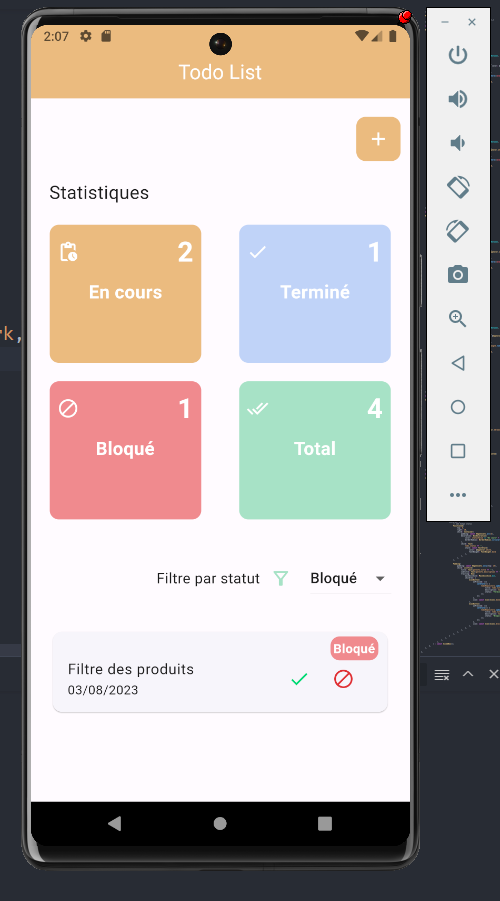 2:07
Todo List
+
Statistiques
2
En cours
1
Terminé
1
Bloqué
4
Total
Filtre par statut
Bloqué
Bloqué
Filtre des produits
03/08/2023